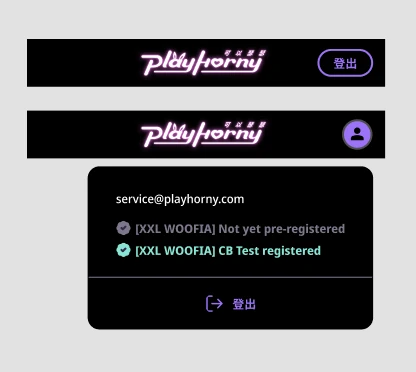 playhorny
登出
playhorny
service@playhorny.com
[XXL WOOFIA] Not yet pre-registered
[XXL WOOFIA] CB Test registered
登出